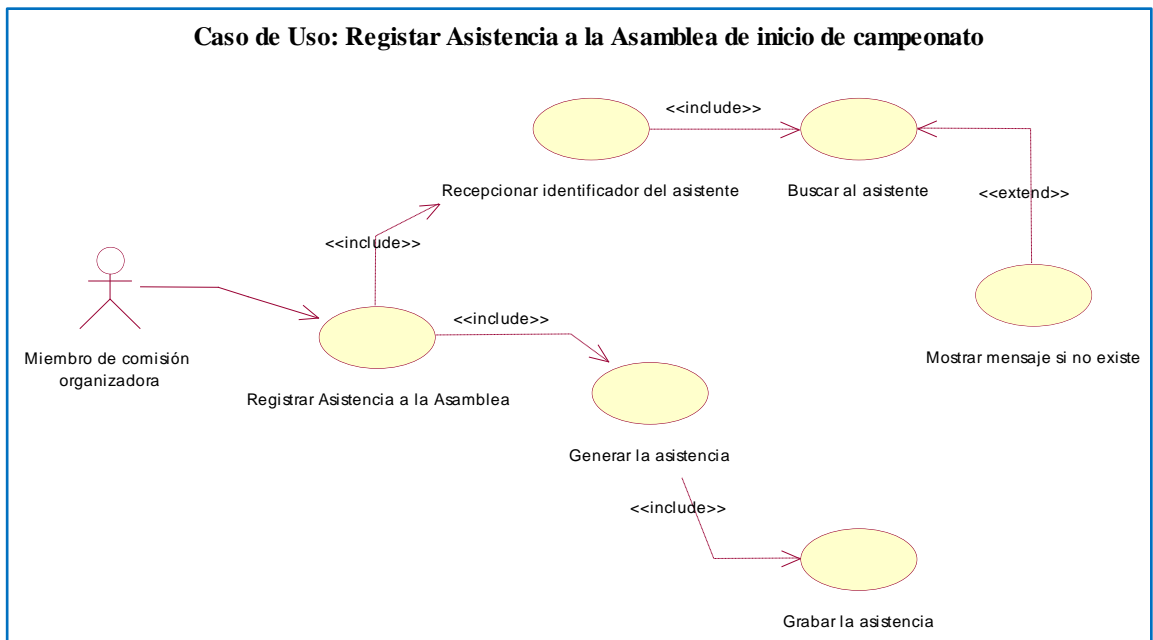 Caso de Uso: Registar Asistencia a la Asamblea de inicio de campeonato
<<include>>
Recepcionar identificador del asistente
Buscar al asistente
<<extend>>
<<include>>
<<include>>
Miembro de comisión
organizadora
Mostrar mensaje si no existe
Registrar Asistencia a la Asamblea
Generar la asistencia
<<include>>
Grabar la asistencia